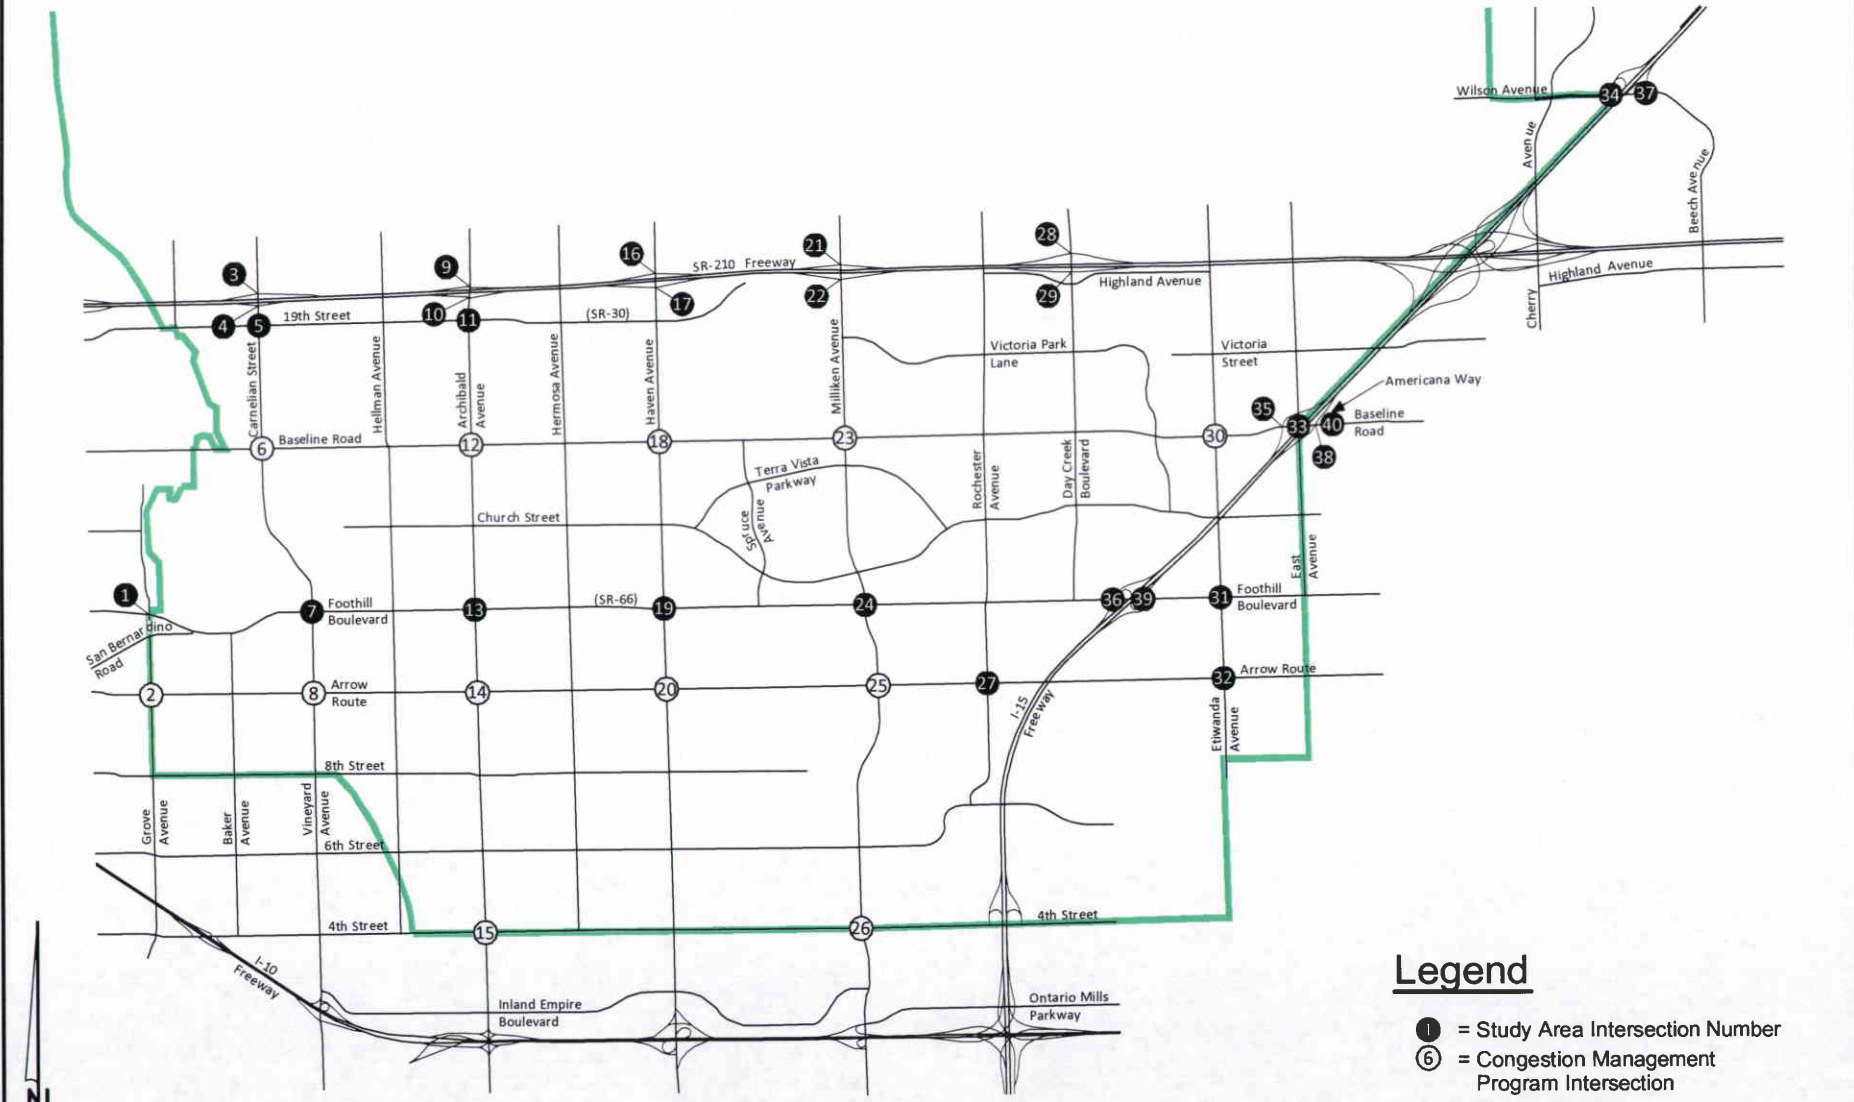 Wilson Avenue
34
37
Avenue
Beech Avenue
28
3
9
16
21
SR-210 Freeway
17
22
29
Highland Avenue
Highland Avenue
Cherry
4
5
19th Street
10
11
(SR-30)
Milliken Avenue
Victoria Park
Lane
Victoria
Street
Americana Way
Carnelian Street
Hellman Avenue
Archibald
Avenue
Hermosa Avenue
Haven Avenue
35
33
40
Baseline
Road
38
6
Baseline Road
12
18
23
30
Terra Vista
Parkway
Rochester
Avenue
Day Creek
Boulevard
Church Street
Spruce
Avenue
East
Avenue
1
7
Foothill
Boulevard
13
(SR-66)
19
24
36
39
31
Foothill
Boulevard
San Bernardino
Road
2
8
Arrow
Route
14
20
25
27
32
Arrow Route
I-15
Freeway
Etiwanda
Avenue
8th Street
Grove
Avenue
Baker
Avenue
Vineyard
Avenue
6th Street
4th Street
15
26
4th Street
I-10
Freeway
Inland Empire
Boulevard
Ontario Mills
Parkway
Legend
1 = Study Area Intersection Number
6 = Congestion Management
Program Intersection
N